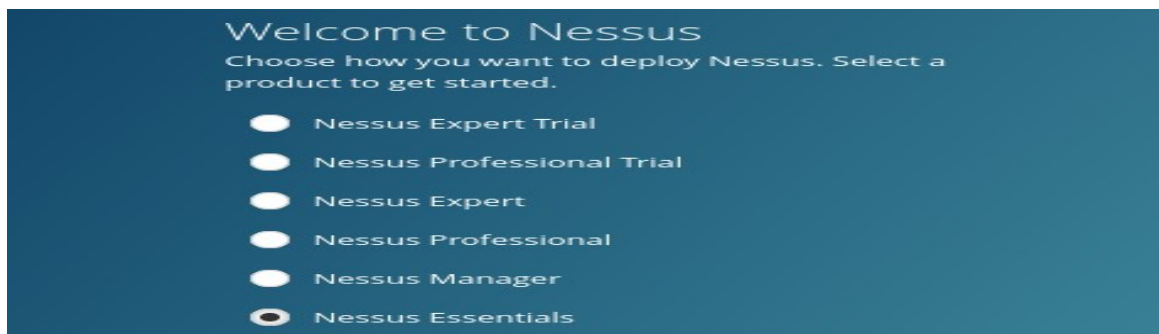 Welcome to Nessus
Choose how you want to deploy Nessus. Select a
product to get started.
Nessus Expert Trial
Nessus Professional Trial
Nessus Expert
Nessus Professional
Nessus Manager
Nessus Essentials